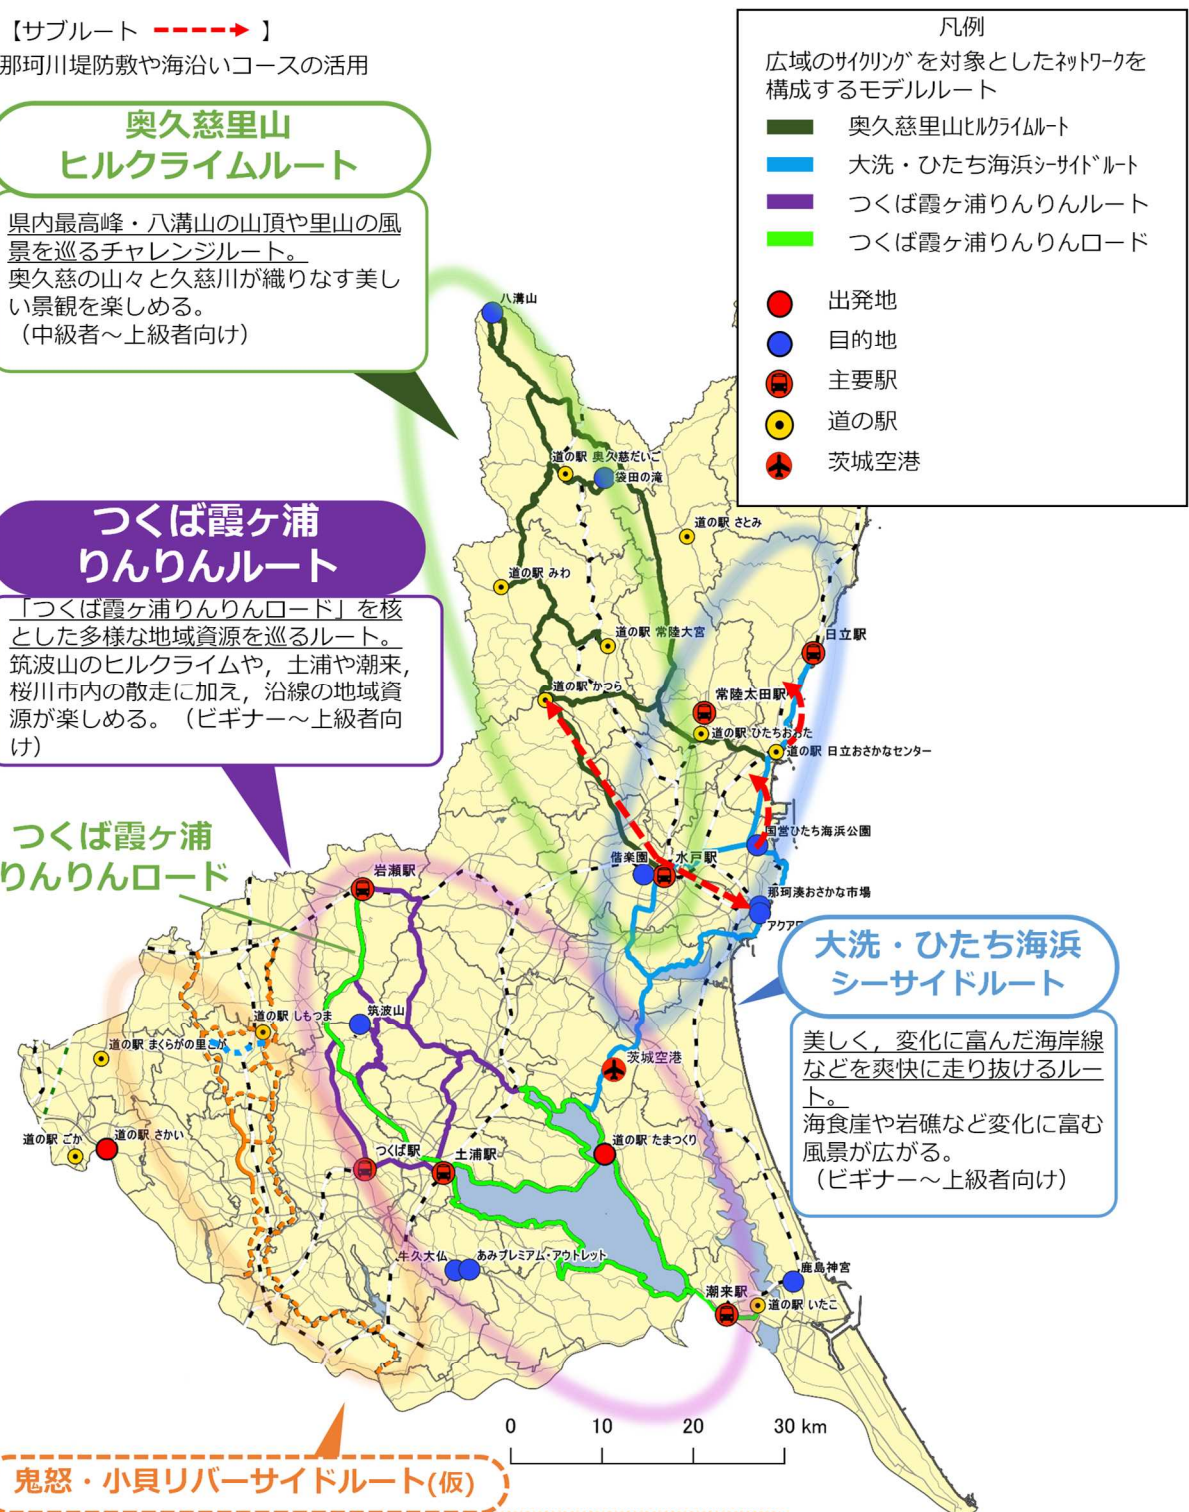 【サブルート 】
那珂川堤防敷や海沿いコースの活用
凡例
広域のサイクリングを対象としたネットワークを
構成するモデルルート
奥久慈里山ヒルクライムルート
大洗・ひたち海浜シーサイドルート
つくば霞ヶ浦りんりんルート
つくば霞ヶ浦りんりんロード
出発地
目的地
主要駅
道の駅
茨城空港
奥久慈里山
ヒルクライムルート
県内最高峰・八溝山の山頂や里山の風
景を巡るチャレンジルート。
奥久慈の山々と久慈川が織りなす美し
い景観を楽しめる。
（中級者～上級者向け）
八溝山
道の駅 奥久慈だいご
袋田の滝
道の駅 さとみ
つくば霞ヶ浦
りんりんルート
「つくば霞ヶ浦りんりんロード」を核
とした多様な地域資源を巡るルート。
筑波山のヒルクライムや，土浦や潮来，
桜川市内の散走に加え，沿線の地域資
源が楽しめる。（ビギナー～上級者向
け）
道の駅 みわ
道の駅 常陸大宮
日立駅
道の駅 かつら
常陸太田駅
道の駅 ひたちおおた
道の駅 日立おさかなセンター
つくば霞ヶ浦
りんりんロード
国営ひたち海浜公園
偕楽園
水戸駅
岩瀬駅
那珂湊おさかな市場
アクアワ
大洗・ひたち海浜
シーサイドルート
美しく，変化に富んだ海岸線
などを爽快に走り抜けるルー
ト。
海食崖や岩礁など変化に富む
風景が広がる。
（ビギナー～上級者向け）
道の駅 しもつま
筑波山
道の駅 まくらがの里こが
茨城空港
道の駅 ごか
道の駅 さかい
つくば駅
土浦駅
道の駅 たまつくり
牛久大仏
あみプレミアム・アウトレット
鹿島神宮
潮来駅
道の駅 いたこ
0 10 20 30 km
鬼怒・小貝リバーサイドルート(仮)